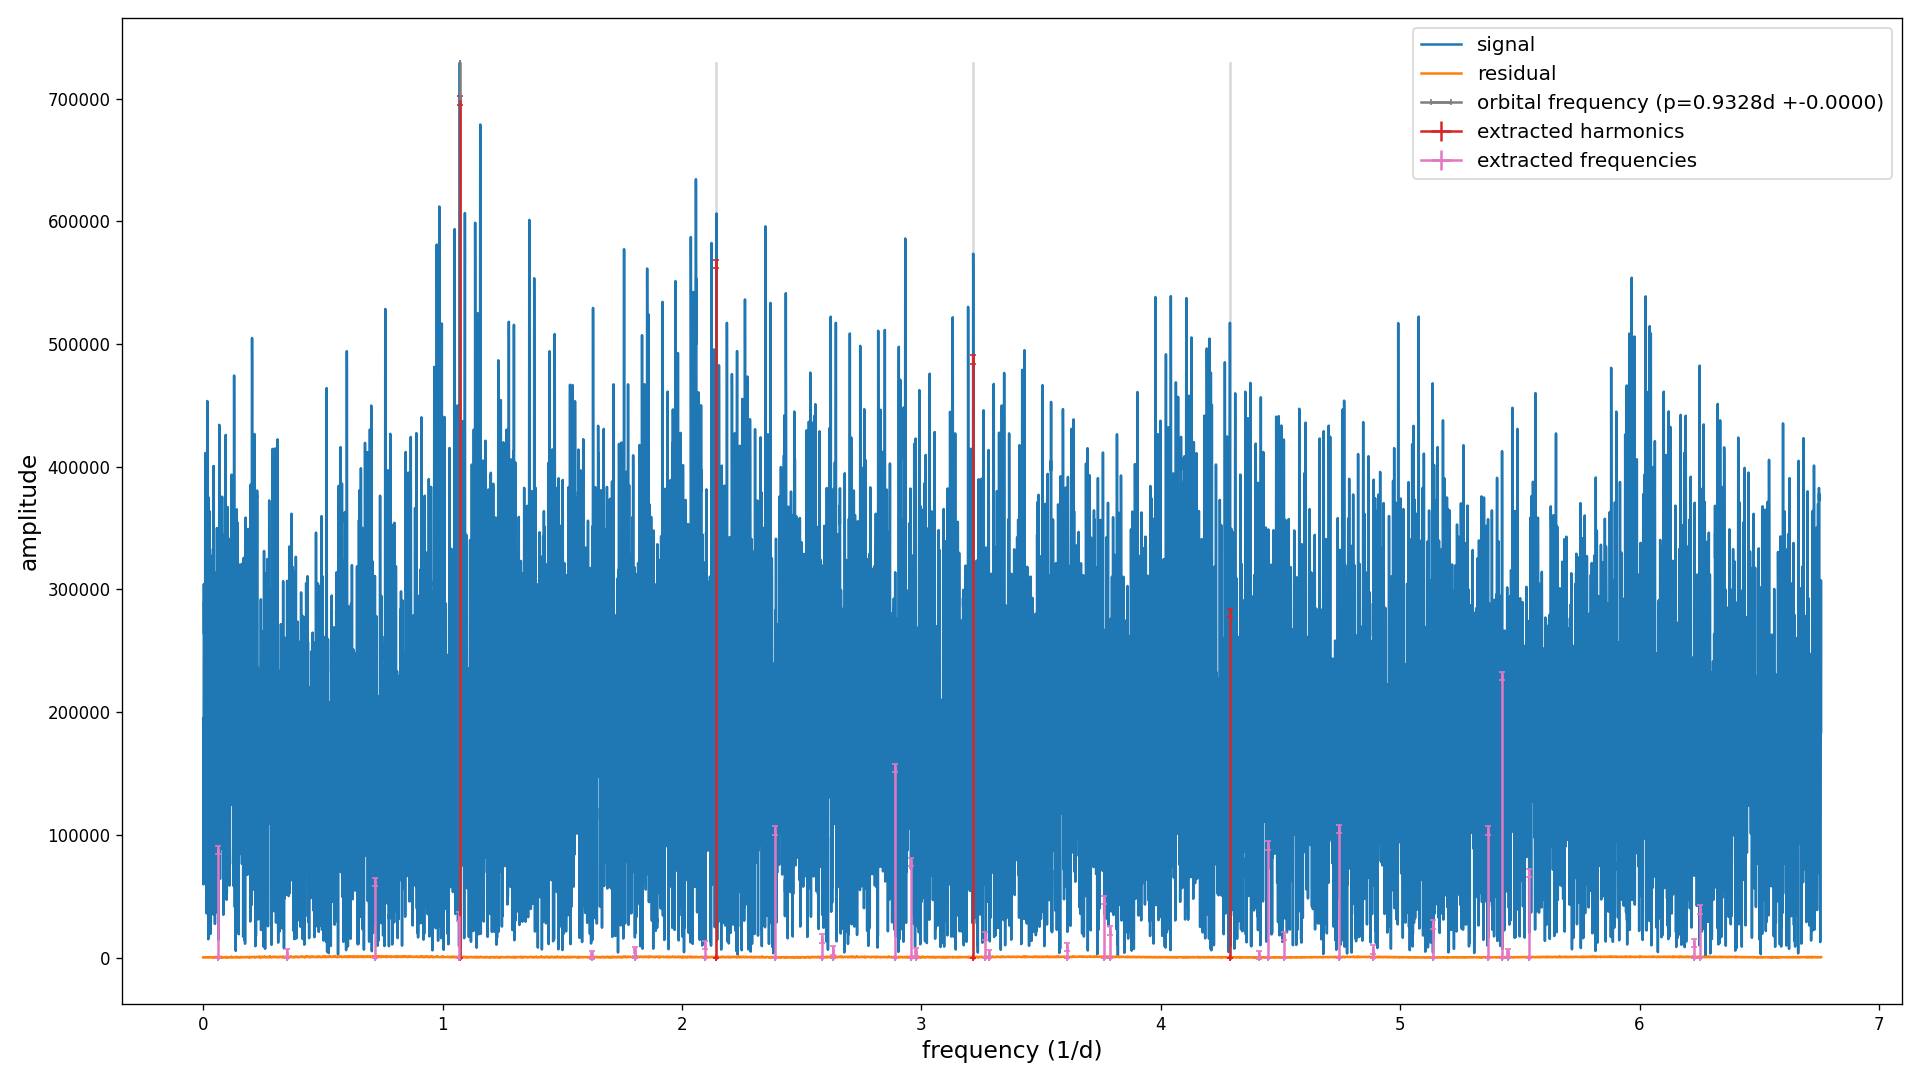 signal
residual
orbital frequency (p=0.9328d +-0.0000)
extracted harmonics
extracted frequencies
amplitude
700000
600000
500000
400000
300000
200000
100000
0
0 1 2 3 4 5 6 7
frequency (1/d)